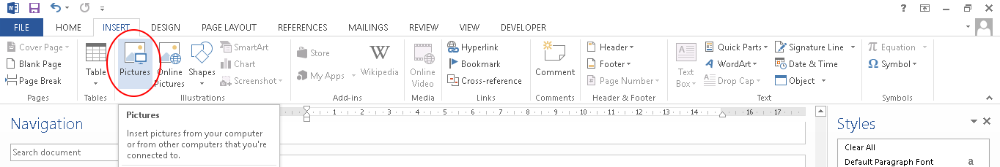 FILE HOME INSERT DESIGN PAGE LAYOUT REFERENCES MAILINGS REVIEW VIEW DEVELOPER
Cover Page
Blank Page
Page Break
Pages
Table
Tables
Pictures
Online
Pictures
Shapes
SmartArt
Chart
Screenshot
Illustrations
Store
My Apps
W
Wikipedia
Add-ins
Online
Video
Media
Hyperlink
Bookmark
Cross-reference
Links
Comment
Comments
Header
Footer
Page Number
Header & Footer
Text
Box
Quick Parts
WordArt
Drop Cap
Signature Line
Date & Time
Object
Text
π Equation
Ω Symbol
Symbols
Pictures
Insert pictures from your computer
or from other computers that you're
connected to.
1 2 3 4 5 6 7 8 9 10 11 12 13 14 16 17
Navigation
Search document
Styles
Clear All
Default Paragraph Font a